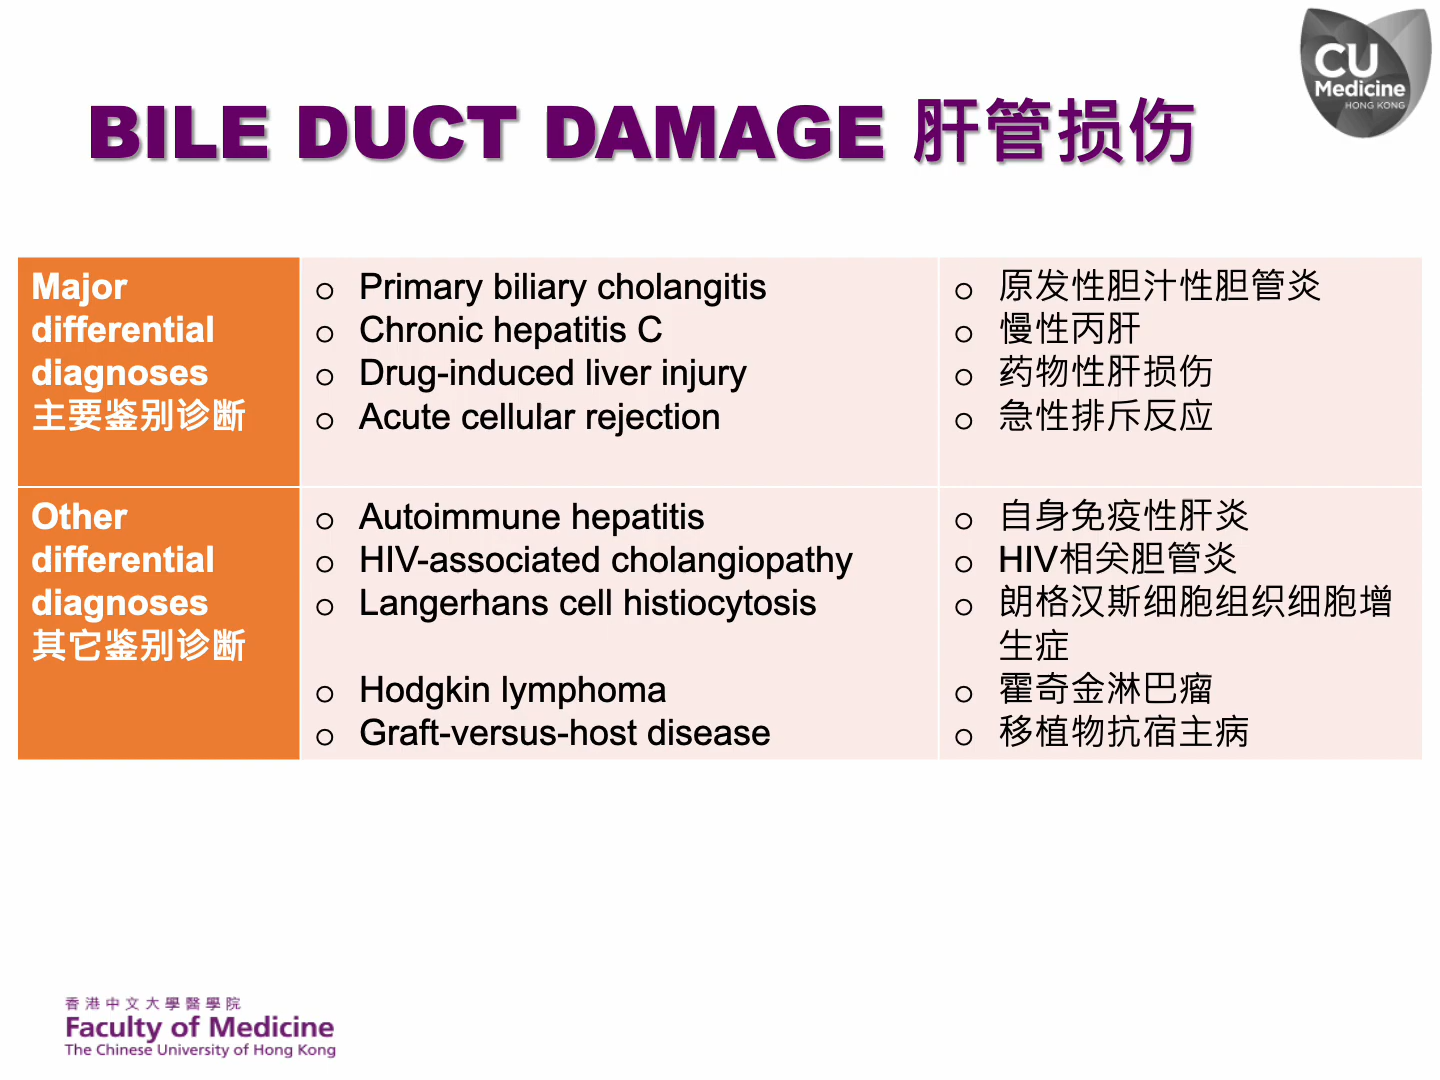 CU
Medicine
HONG KONG
BILE DUCT DAMAGE 肝管损伤
Major
differential
diagnoses
主要鉴别诊断
○ Primary biliary cholangitis
○ Chronic hepatitis C
○ Drug-induced liver injury
○ Acute cellular rejection
○ 原发性胆汁性胆管炎
○ 慢性丙肝
○ 药物性肝损伤
○ 急性排斥反应
Other
differential
diagnoses
其它鉴别诊断
○ Autoimmune hepatitis
○ HIV-associated cholangiopathy
○ Langerhans cell histiocytosis
○ Hodgkin lymphoma
○ Graft-versus-host disease
○ 自身免疫性肝炎
○ HIV相关胆管炎
○ 朗格汉斯细胞组织细胞增
生症
○ 霍奇金淋巴瘤
○ 移植物抗宿主病
香港中文大學醫學院
Faculty of Medicine
The Chinese University of Hong Kong